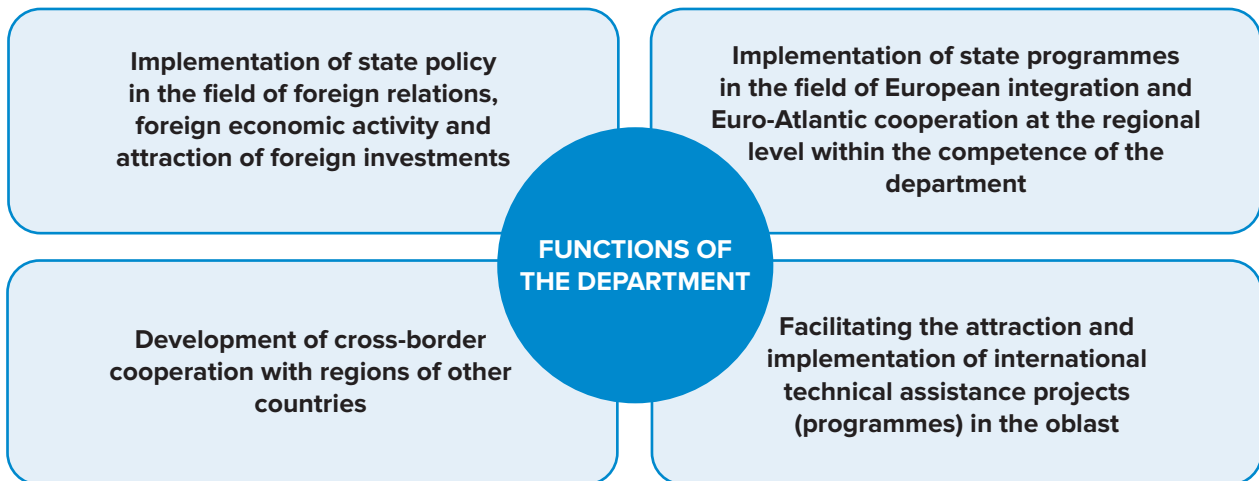 Implementation of state policy
in the field of foreign relations,
foreign economic activity and
attraction of foreign investments
Implementation of state programmes
in the field of European integration and
Euro-Atlantic cooperation at the regional
level within the competence of the
department
FUNCTIONS OF
THE DEPARTMENT
Development of cross-border
cooperation with regions of other
countries
Facilitating the attraction and
implementation of international
technical assistance projects
(programmes) in the oblast